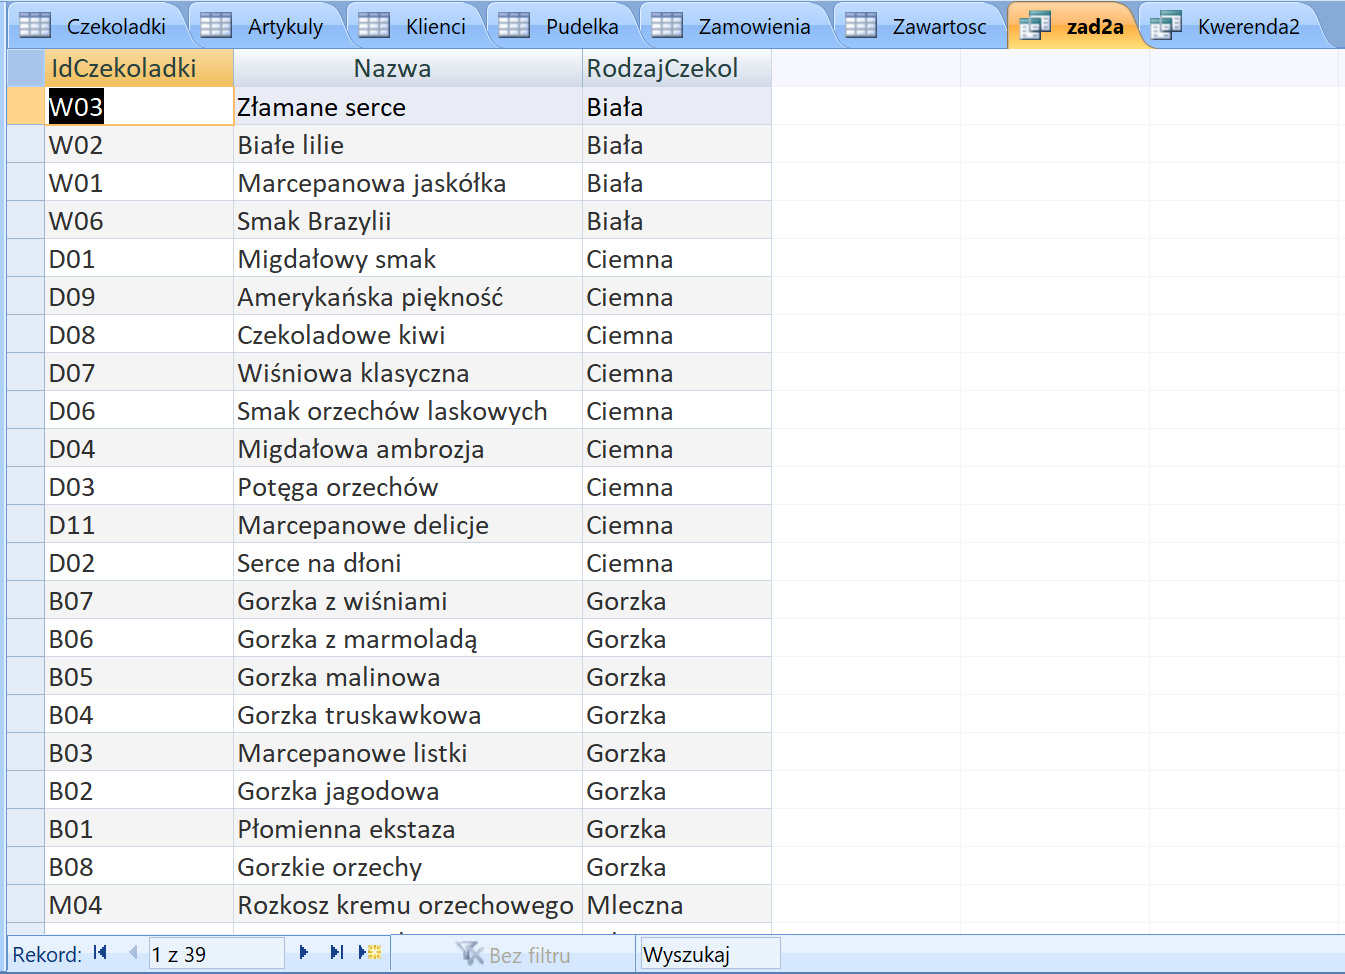 Czekoladki Artykuly Klienci Pudelka Zamowienia Zawartosc zad2a Kwerenda2
IdCzekoladki Nazwa RodzajCzekol
W03 Złamane serce Biała
W02 Białe lilie Biała
W01 Marcepanowa jaskółka Biała
W06 Smak Brazylii Biała
D01 Migdałowy smak Ciemna
D09 Amerykańska piękność Ciemna
D08 Czekoladowe kiwi Ciemna
D07 Wiśniowa klasyczna Ciemna
D06 Smak orzechów laskowych Ciemna
D04 Migdałowa ambrozja Ciemna
D03 Potęga orzechów Ciemna
D11 Marcepanowe delicje Ciemna
D02 Serce na dłoni Ciemna
B07 Gorzka z wiśniami Gorzka
B06 Gorzka z marmoladą Gorzka
B05 Gorzka malinowa Gorzka
B04 Gorzka truskawkowa Gorzka
B03 Marcepanowe listki Gorzka
B02 Gorzka jagodowa Gorzka
B01 Płomienna ekstaza Gorzka
B08 Gorzkie orzechy Gorzka
M04 Rozkosz kremu orzechowego Mleczna
Rekord: 1 z 39 Bez filtru Wyszukaj